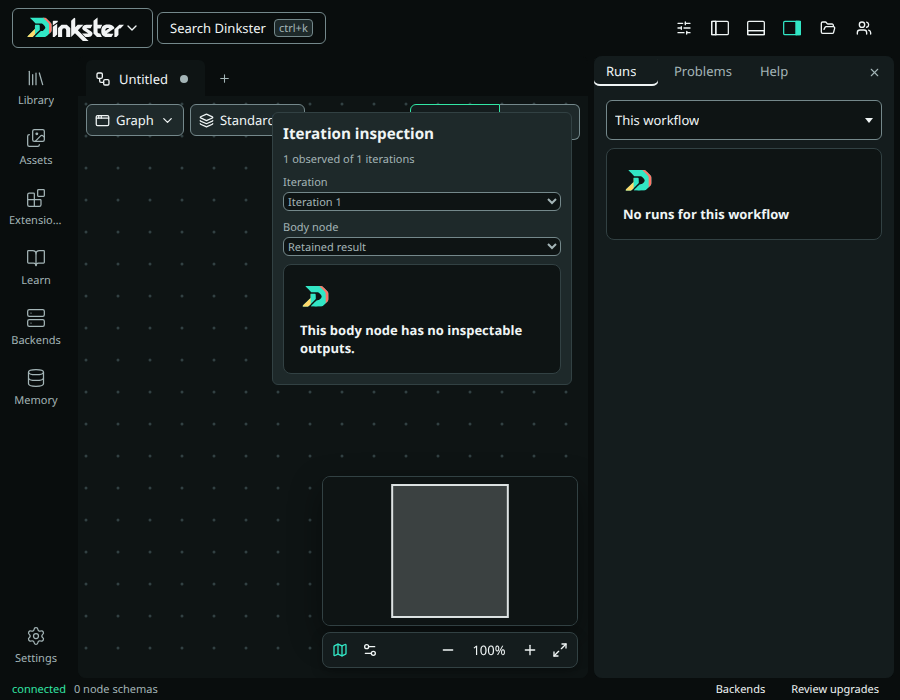 Dinkster
Search Dinkster ctrl+k
Library
Assets
Extensio...
Learn
Backends
Memory
Settings
Untitled
Graph
Standard
Iteration inspection
1 observed of 1 iterations
Iteration
Iteration 1
Body node
Retained result
This body node has no inspectable
outputs.
100%
Runs Problems Help
This workflow
No runs for this workflow
connected 0 node schemas
Backends Review upgrades